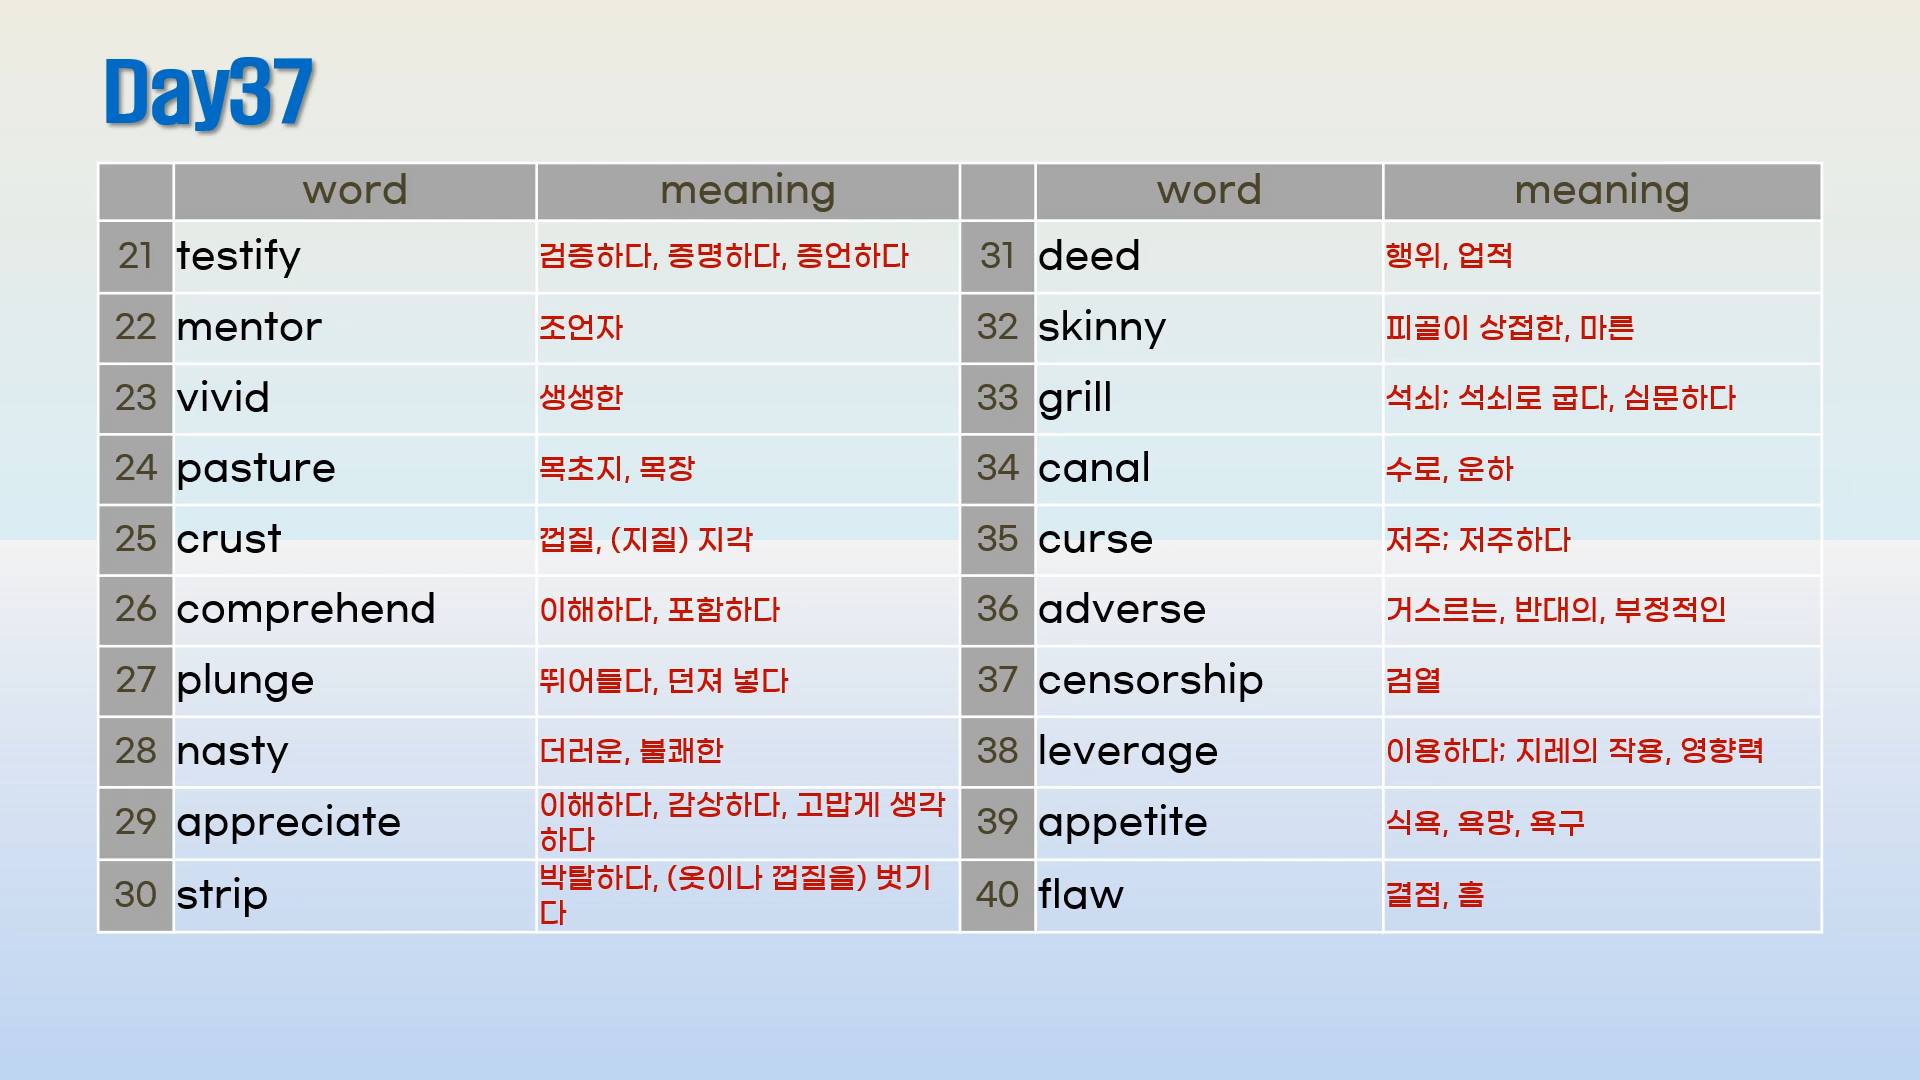 Day37
word meaning word meaning
21 testify 검증하다, 증명하다, 증언하다 31 deed 행위, 업적
22 mentor 조언자 32 skinny 피골이 상접한, 마른
23 vivid 생생한 33 grill 석쇠; 석쇠로 굽다, 심문하다
24 pasture 목초지, 목장 34 canal 수로, 운하
25 crust 껍질, (지질) 지각 35 curse 저주; 저주하다
26 comprehend 이해하다, 포함하다 36 adverse 거스르는, 반대의, 부정적인
27 plunge 뛰어들다, 던져 넣다 37 censorship 검열
28 nasty 더러운, 불쾌한 38 leverage 이용하다; 지레의 작용, 영향력
29 appreciate 이해하다, 감상하다, 고맙게 생각
하다 39 appetite 식욕, 욕망, 욕구
30 strip 박탈하다, (옷이나 껍질을) 벗기
다 40 flaw 결점, 흠